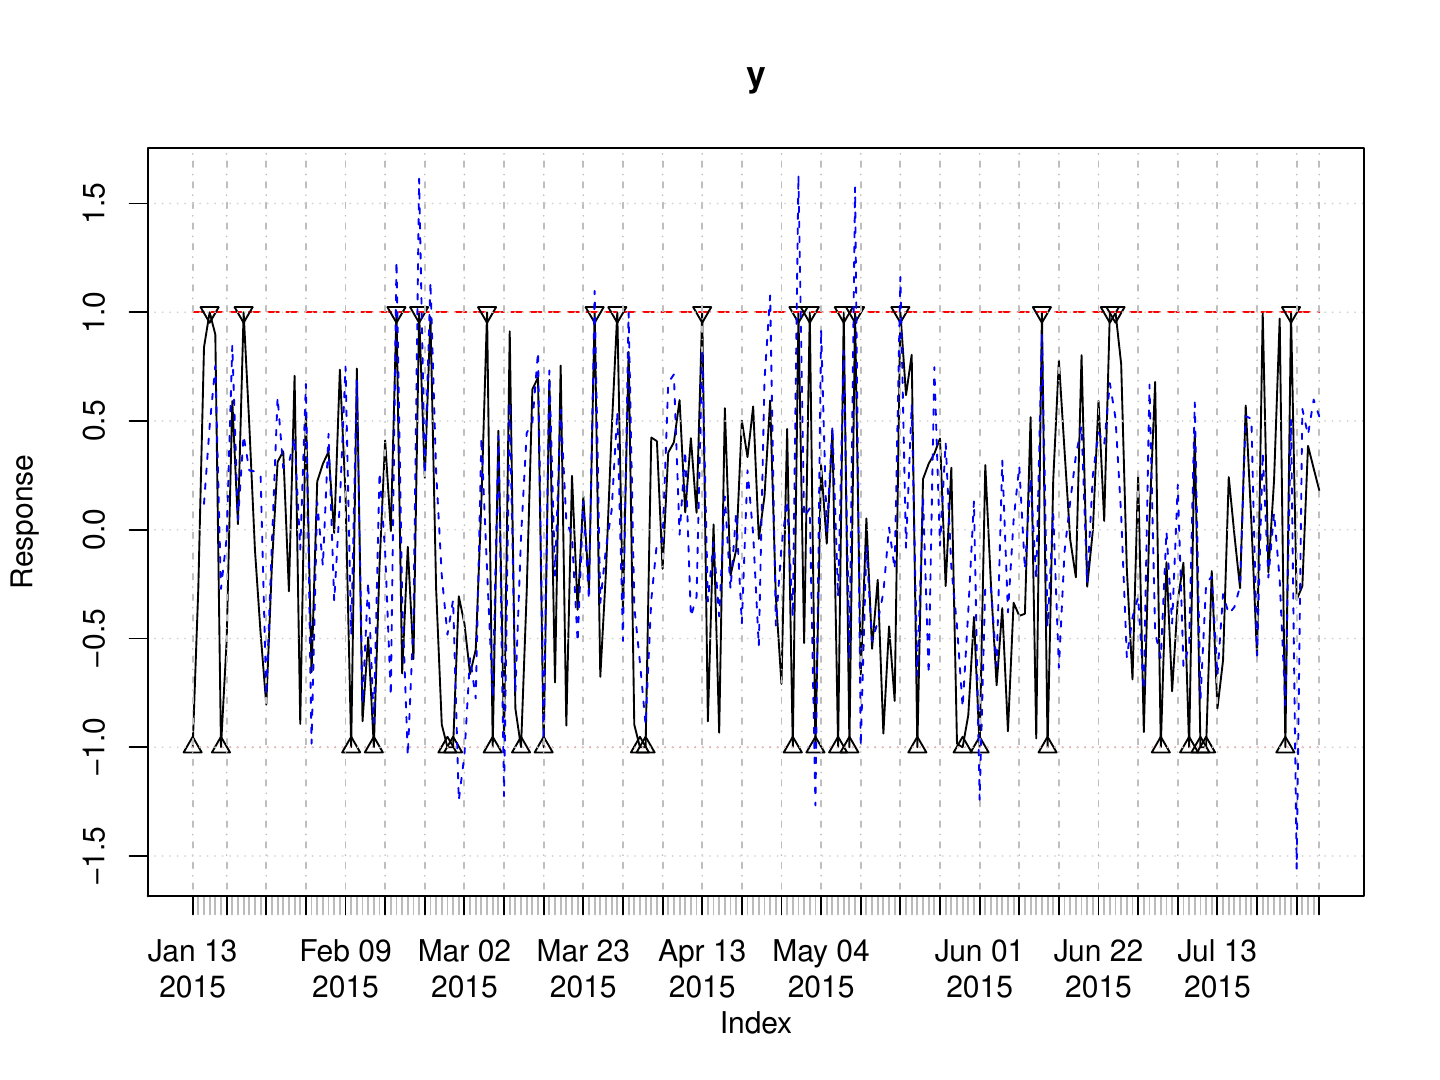 y
Response
1.5
1.0
0.5
0.0
−0.5
−1.0
−1.5
Jan 13 2015
Feb 09 2015
Mar 02 2015
Mar 23 2015
Apr 13 2015
May 04 2015
Jun 01 2015
Jun 22 2015
Jul 13 2015
Index